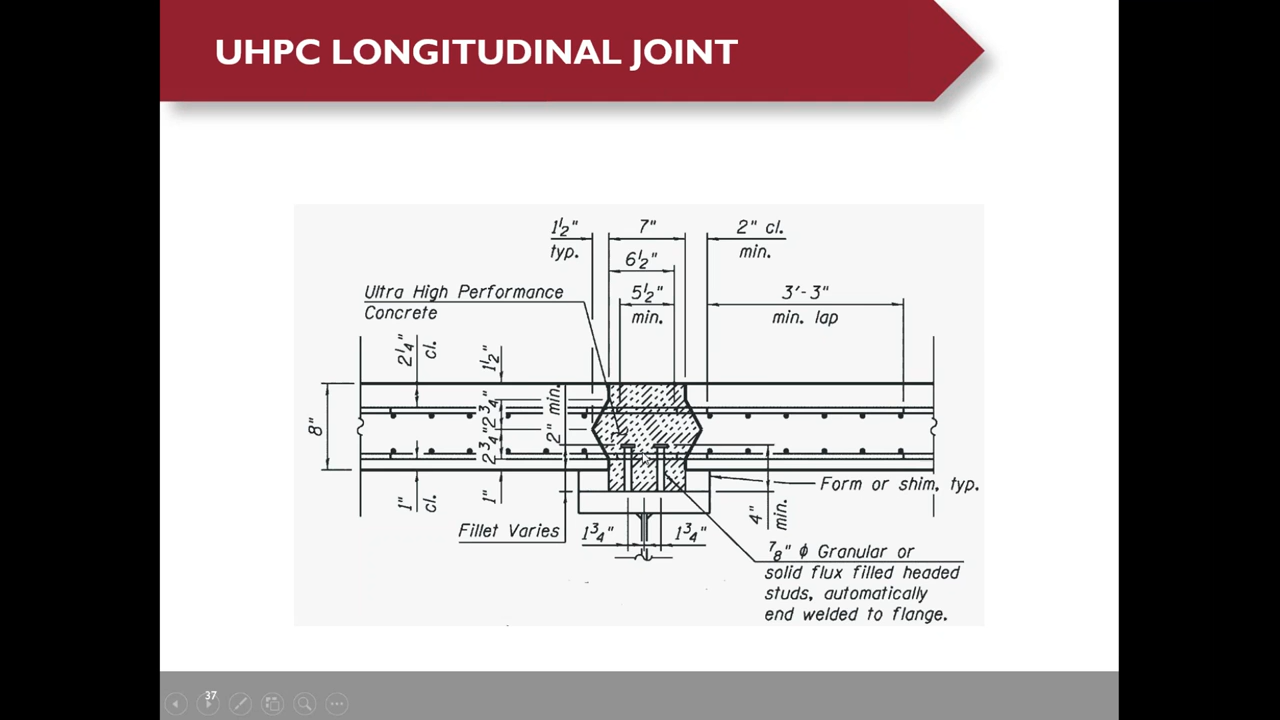 UHPC LONGITUDINAL JOINT
1½" typ.
7"
2" cl. min.
6½"
5½" min.
3'-3" min. lap
Ultra High Performance
Concrete
2¼" cl.
1½"
8"
2¾"
2¾"
2" min.
1" cl.
1"
Form or shim, typ.
4" min.
Fillet Varies
1¾"
1¾"
⅞" ϕ Granular or
solid flux filled headed
studs, automatically
end welded to flange.
37